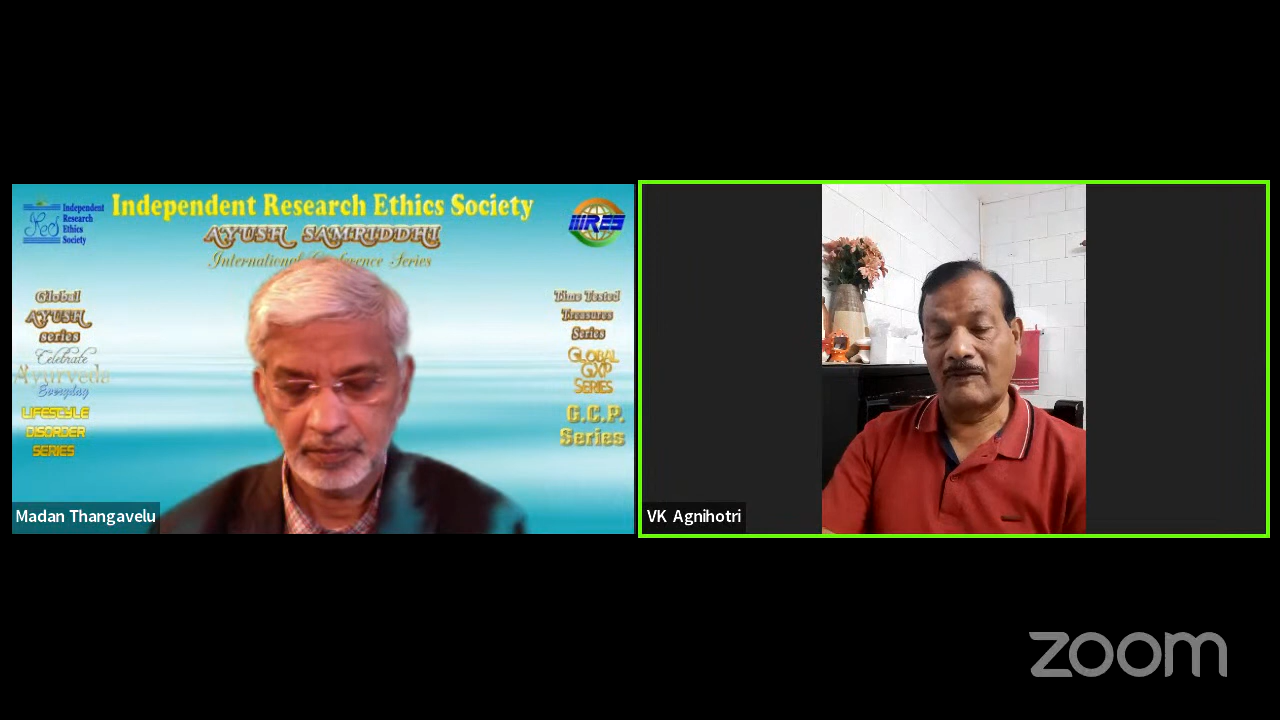 Independent Research Ethics Society
AYUSH SAMRIDDHI
International Conference Series
Independent
Research
Ethics
Society
IRES
Global
AYUSH
series
Celebrate
Ayurveda
Everyday
LIFESTYLE
DISORDER
SERIES
Time Tested
Treasures
Series
GLOBAL
GXP
SERIES
G.C.P.
Series
Madan Thangavelu
VK Agnihotri
zoom